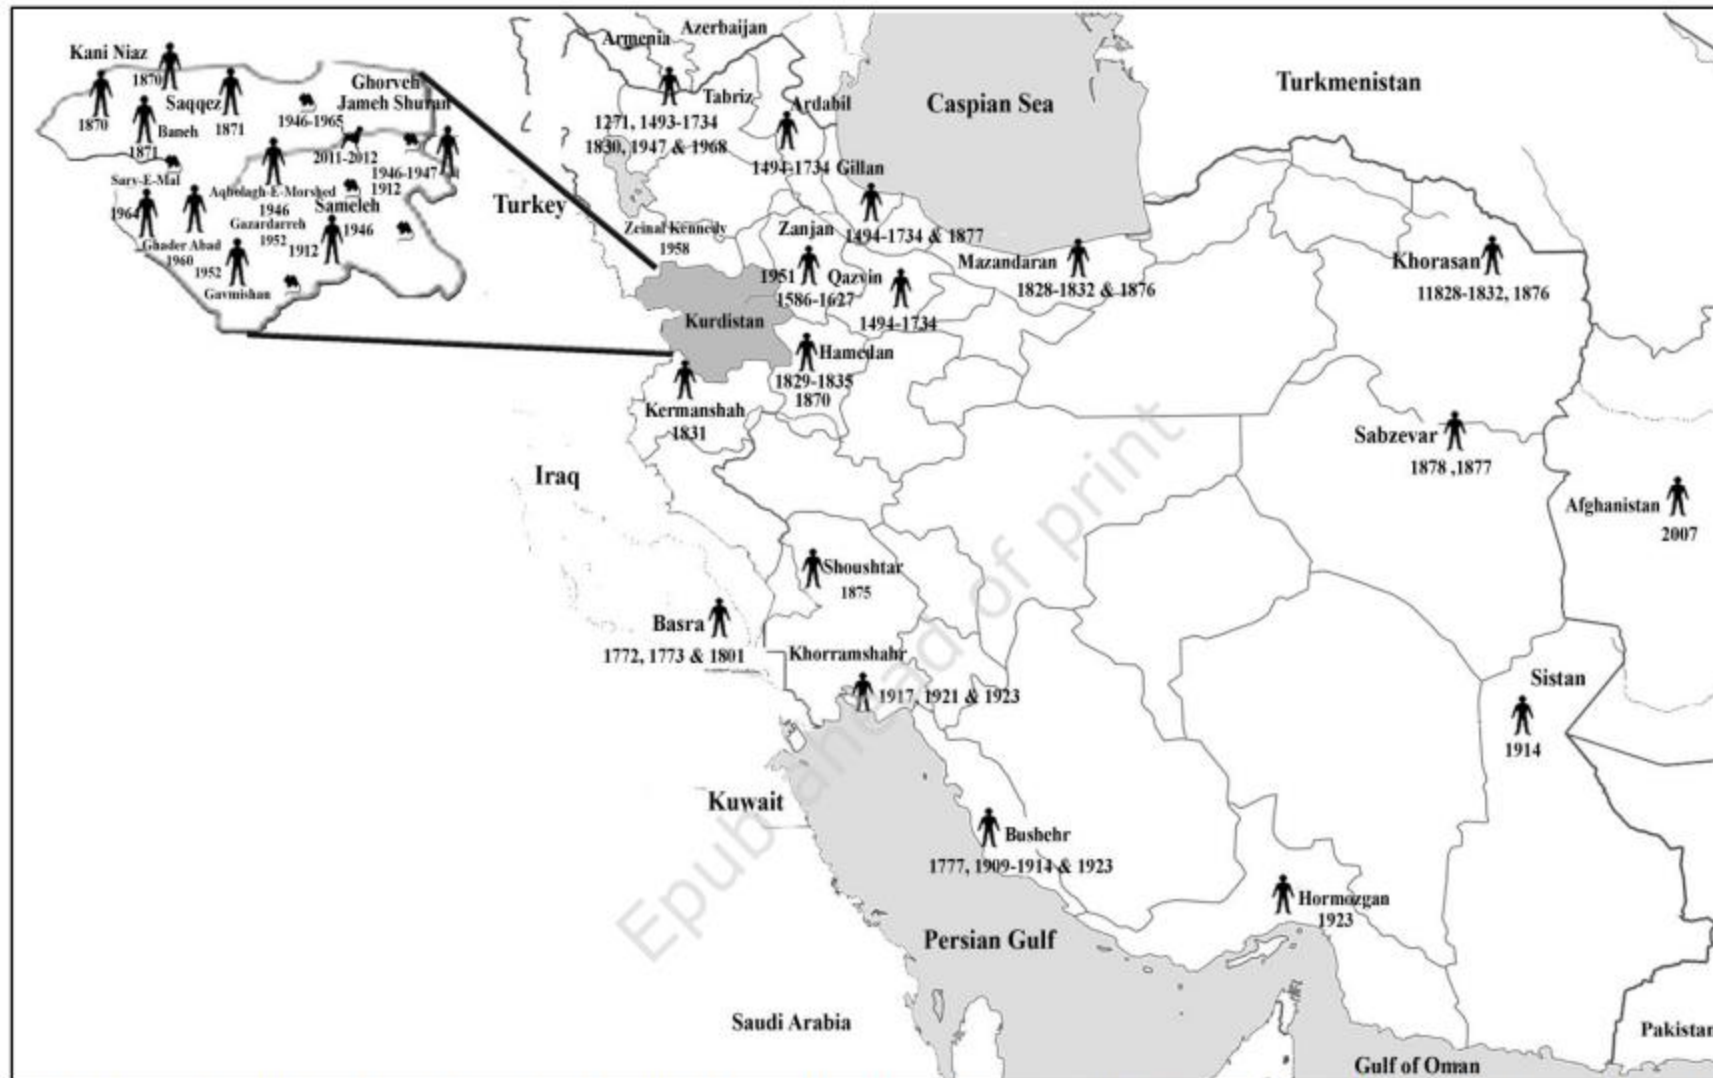 Kani Niaz
1870
1870
Saqqez
1871
Baneh
1871
Ghorveh
Jameh Shuran
1946-1965
2011-2012
1946-1947
1912
Sary-E-Mal
1964
Aqbolagh-E-Morshed
1946
Sameleh
1946
Gazardarreh
1952
1912
Ghader Abad
1960
1952
Gavmishan
Armenia
Azerbaijan
Tabriz
1271, 1493-1734
1830, 1947 & 1968
Ardabil
1494-1734
Gillan
1494-1734 & 1877
Caspian Sea
Turkmenistan
Turkey
Zeinal Kennedy
1958
Zanjan
1951
1586-1627
Qazvin
1494-1734
Mazandaran
1828-1832 & 1876
Khorasan
11828-1832, 1876
Kurdistan
Hamedan
1829-1835
1870
Kermanshah
1831
Sabzevar
1878 ,1877
Iraq
Afghanistan
2007
Shoushtar
1875
Basra
1772, 1773 & 1801
Khorramshahr
1917, 1921 & 1923
Sistan
1914
Kuwait
Bushehr
1777, 1909-1914 & 1923
Hormozgan
1923
Persian Gulf
Saudi Arabia
Pakistan
Gulf of Oman
Epub ahead of print